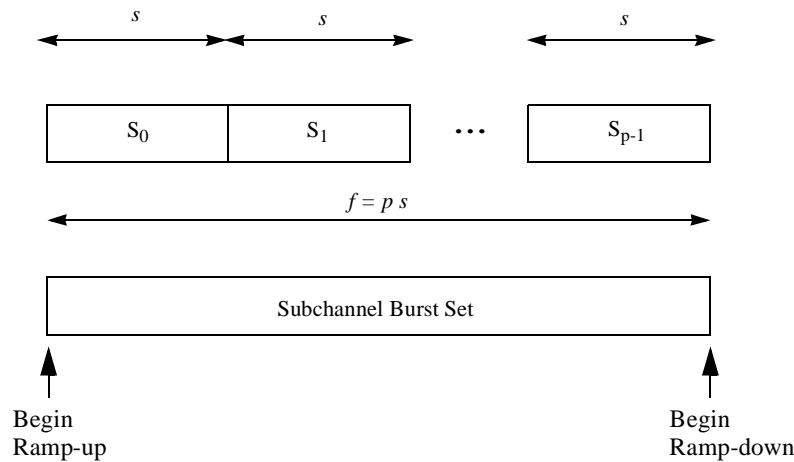 s s s
S0 S1 ... Sp-1
f = p s
Subchannel Burst Set
Begin
Ramp-up
Begin
Ramp-down